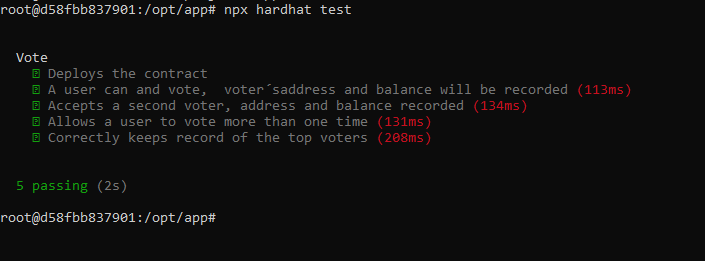 root@d58fbb837901:/opt/app# npx hardhat test
Vote
Deploys the contract
A user can and vote, voter´saddress and balance will be recorded (113ms)
Accepts a second voter, address and balance recorded (134ms)
Allows a user to vote more than one time (131ms)
Correctly keeps record of the top voters (208ms)
5 passing (2s)
root@d58fbb837901:/opt/app#